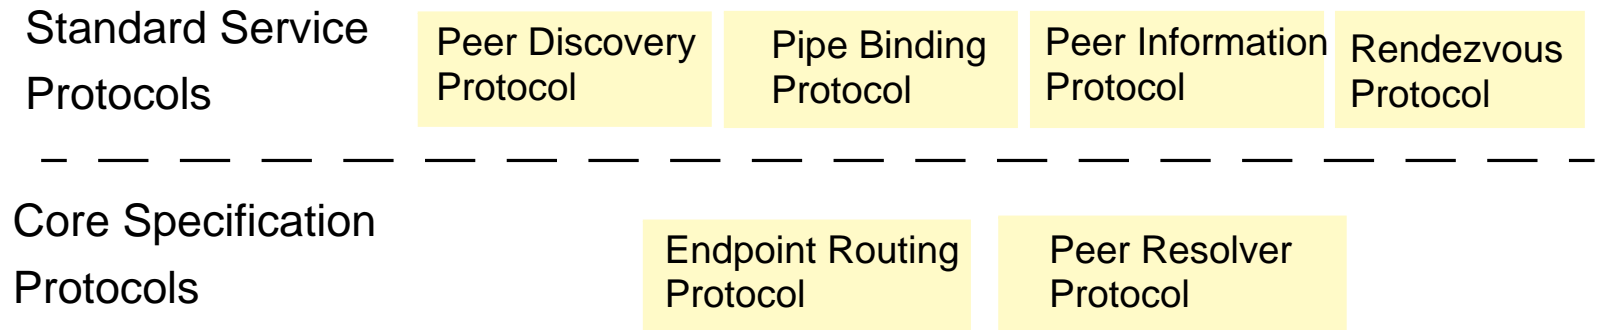 Standard Service
Protocols
Peer Discovery
Protocol
Pipe Binding
Protocol
Peer Information
Protocol
Rendezvous
Protocol
Core Specification
Protocols
Endpoint Routing
Protocol
Peer Resolver
Protocol